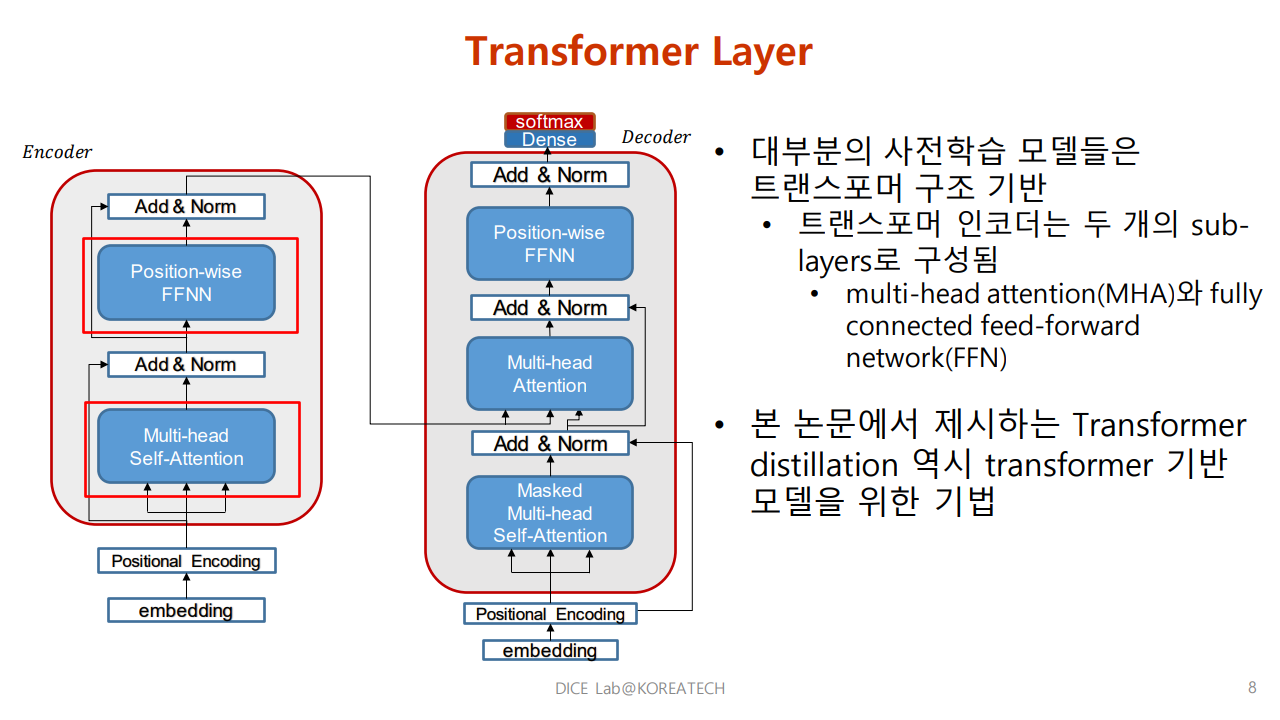 Transformer Layer
Encoder
Add & Norm
Position-wise
FFNN
Add & Norm
Multi-head
Self-Attention
Positional Encoding
embedding
softmax
Dense
Decoder
Add & Norm
Position-wise
FFNN
Add & Norm
Multi-head
Attention
Add & Norm
Masked
Multi-head
Self-Attention
Positional Encoding
embedding
• 대부분의 사전학습 모델들은
트랜스포머 구조 기반
• 트랜스포머 인코더는 두 개의 sub-
layers로 구성됨
• multi-head attention(MHA)와 fully
connected feed-forward
network(FFN)
• 본 논문에서 제시하는 Transformer
distillation 역시 transformer 기반
모델을 위한 기법
DICE Lab@KOREATECH
8